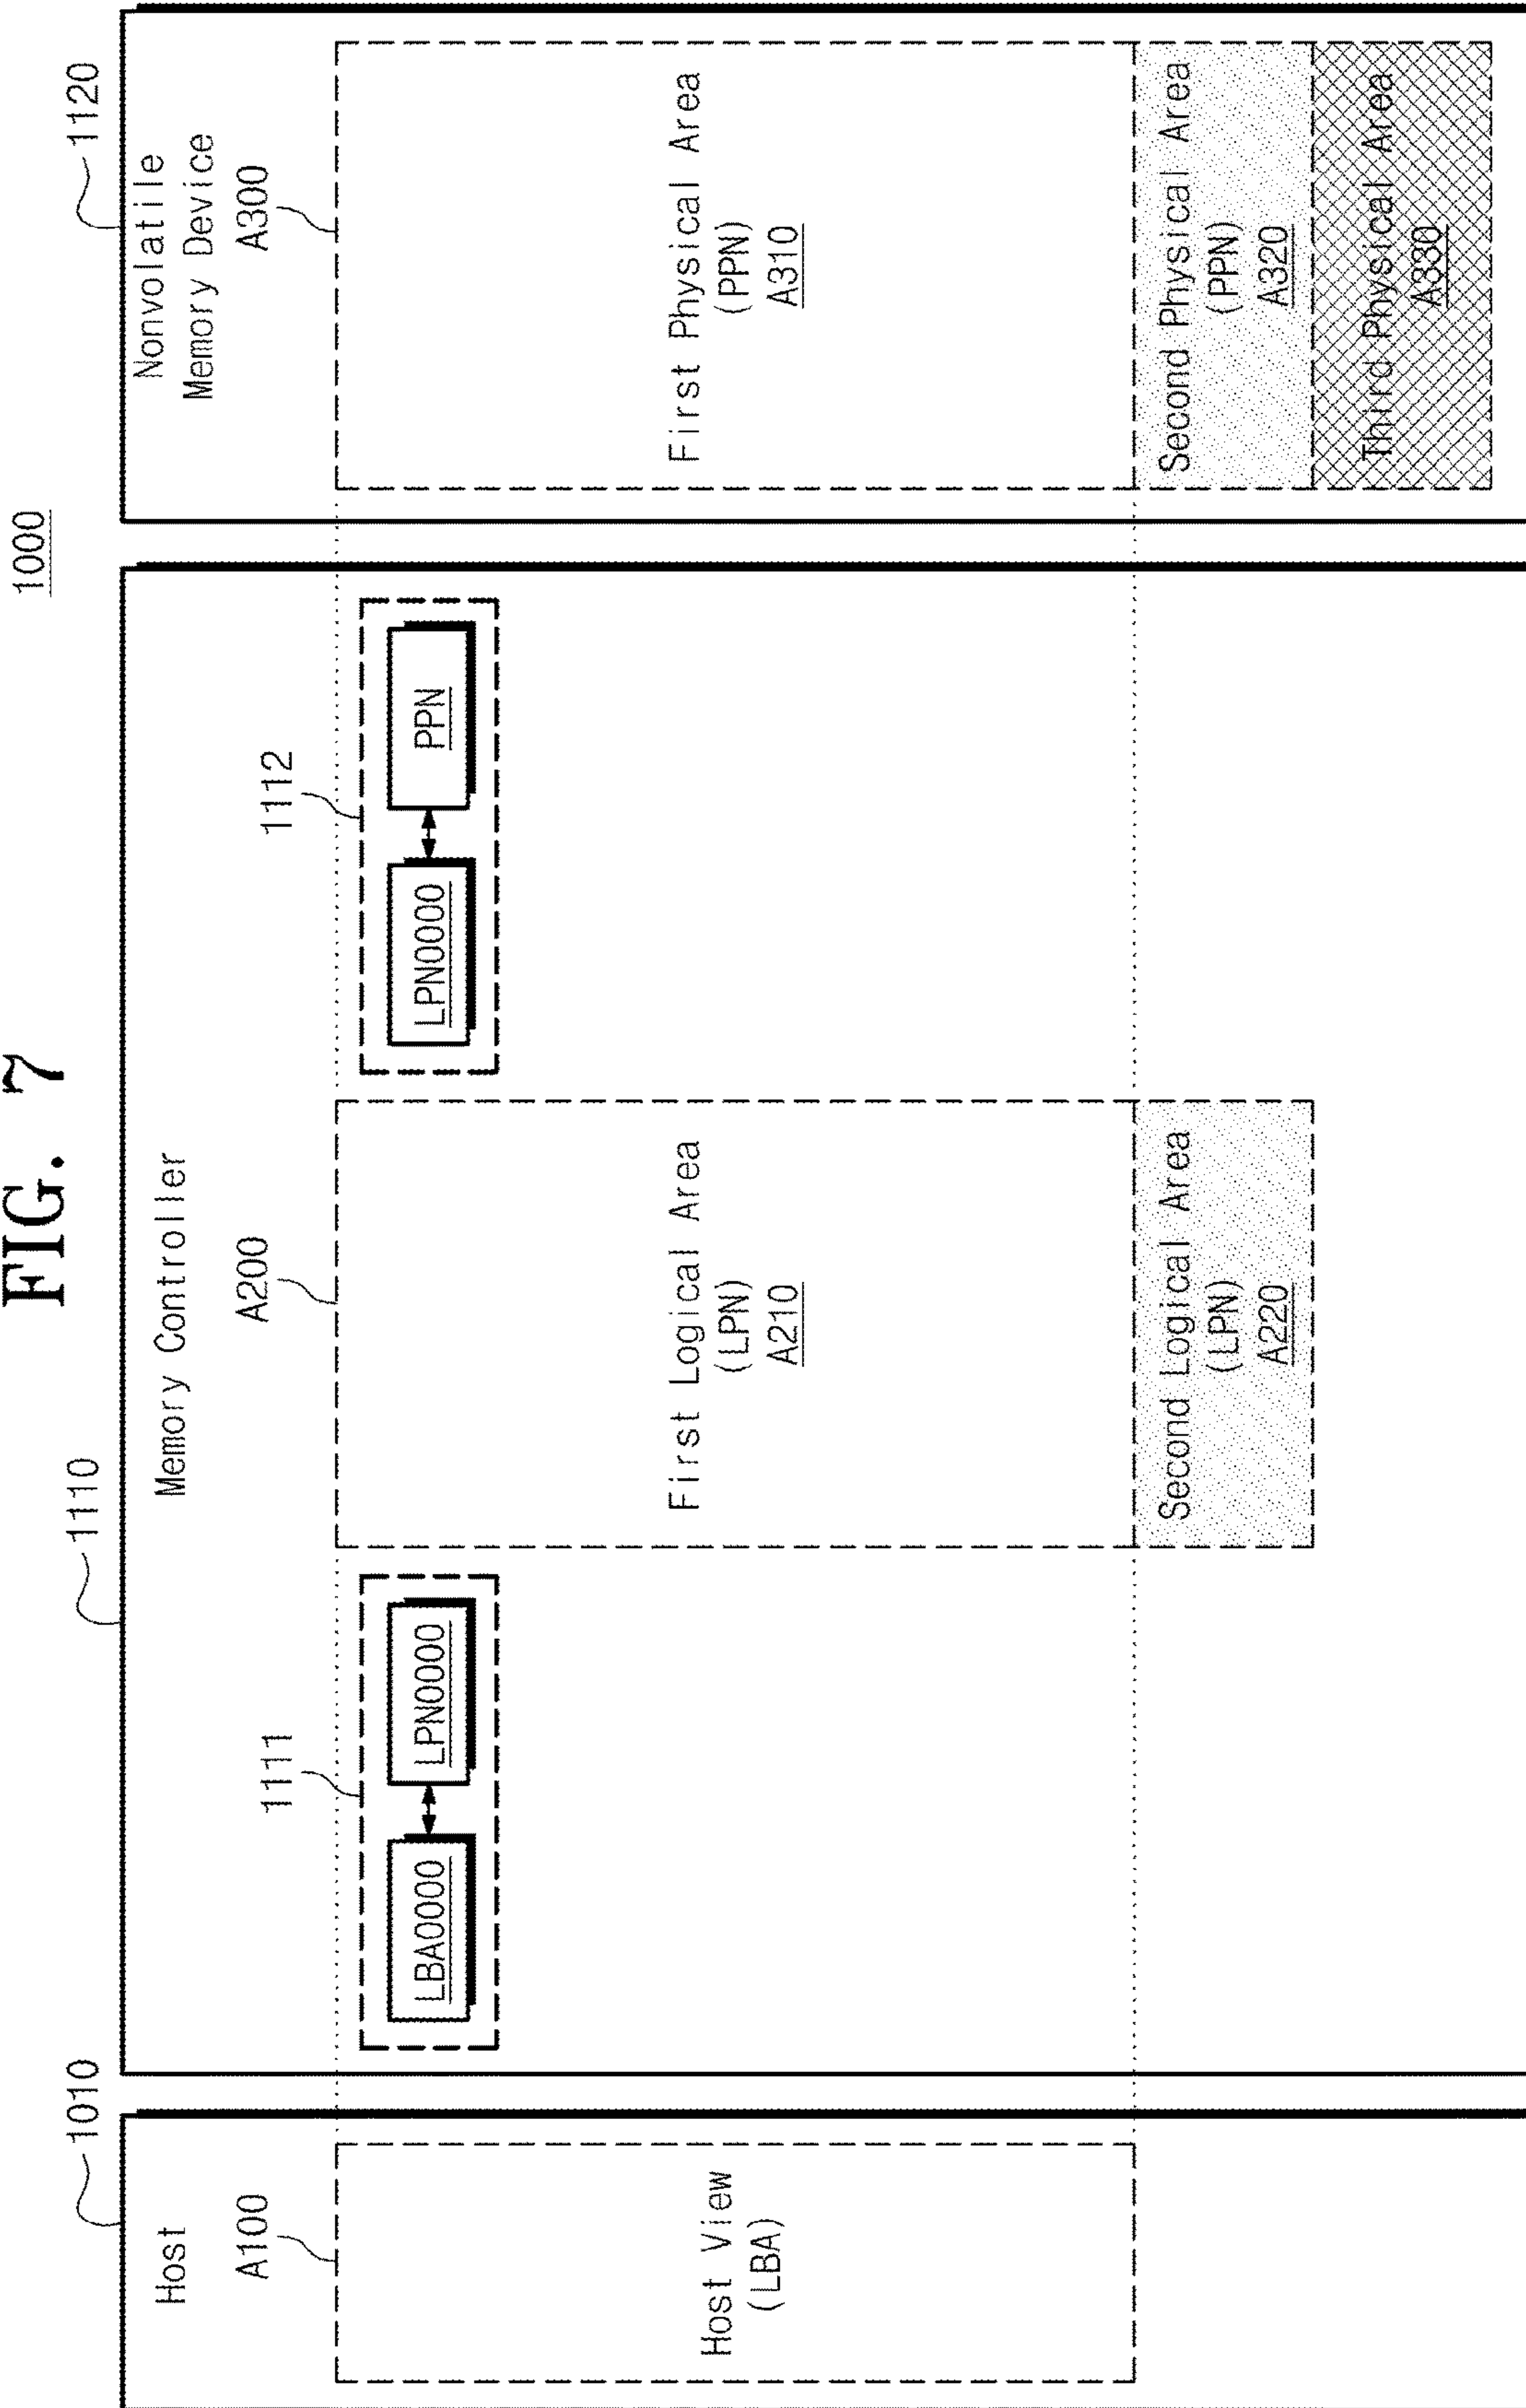 FIG. 7
1000
1010
1110
1120
Host
Memory Controller
Nonvolatile
Memory Device
A100
A200
A300
1111
1112
LBA0000
LPN0000
LPN0000
PPN
Host View
(LBA)
First Logical Area
(LPN)
A210
First Physical Area
(PPN)
A310
Second Logical Area
(LPN)
A220
Second Physical Area
(PPN)
A320
Third Physical Area
A330